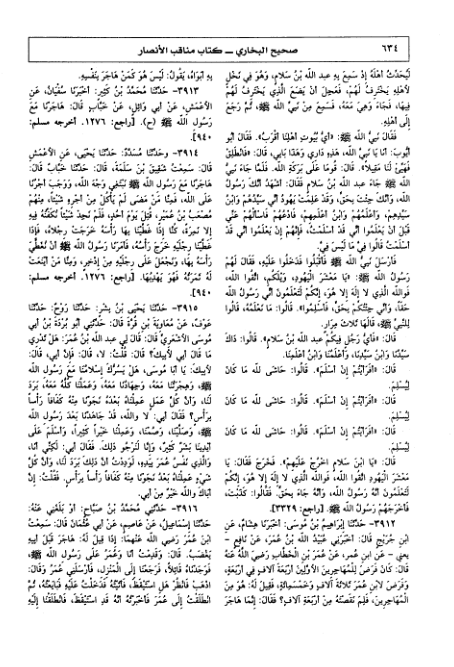 ٦٣٤ صحيح البخاري ــ كتاب مناقب الأنصار
لِيُحَدِّثُ أَهْلَهُ إِذْ سَمِعَ بِهِ عبد اللَّه بْنُ سَلَامٍ، وَهُوَ فِي نَخْلٍ
لِأَهْلِهِ يَخْتَرِفُ لَهُمْ، فَعَجِلَ أَنْ يَضَعَ الَّذِي يَخْتَرِفُ لَهُمْ
فِيهَا، فَجَاءَ وَهِيَ مَعَهُ، فَسَمِعَ مِنْ نَبِيِّ اللَّهِ ﷺ، ثُمَّ رَجَعَ
إِلَى أَهْلِهِ.
فَقَالَ نَبِيُّ اللَّهِ ﷺ: «أَيُّ بُيُوتِ أَهْلِنَا أَقْرَبُ». فَقَالَ أَبو
أَيُّوبَ: أَنَا يَا نَبِيَّ اللَّهِ، هَذِهِ دَارِي وَهَذَا بَابِي، قَالَ: «فَانْطَلِقْ
فَهَيِّئْ لَنَا مَقِيلًا». قَالَ: قُومَا عَلَى بَرَكَةِ اللَّهِ. فَلَمَّا جَاءَ نَبِيُّ
اللَّهِ ﷺ جَاءَ عبد اللَّهِ بْنُ سَلَامٍ فَقَالَ: أَشْهَدُ أَنَّكَ رَسُولُ
اللَّهِ، وَأَنَّكَ جِئْتَ بِحَقٍّ، وَقَدْ عَلِمَتْ يَهُودُ أَنِّي سَيِّدُهُمْ وَابْنُ
سَيِّدِهِمْ، وَأَعْلَمُهُمْ وَابْنُ أَعْلَمِهِمْ، فَادْعُهُمْ فَاسْأَلْهُمْ عَنِّي
قَبْلَ أَنْ يَعْلَمُوا أَنِّي قَدْ أَسْلَمْتُ، فَإِنَّهُمْ إِنْ يَعْلَمُوا أَنِّي قَدْ
أَسْلَمْتُ قَالُوا فِيَّ مَا لَيْسَ فِيَّ.
فَأَرْسَلَ نَبِيُّ اللَّهِ ﷺ فَأَقْبَلُوا فَدَخَلُوا عَلَيْهِ، فَقَالَ لَهُمْ
رَسُولُ اللَّهِ ﷺ: «يَا مَعْشَرَ الْيَهُودِ، وَيْلَكُمُ، اتَّقُوا اللَّهَ،
فَوَاللَّهِ الَّذِي لَا إِلَهَ إِلَّا هُوَ، إِنَّكُمْ لَتَعْلَمُونَ أَنِّي رَسُولُ اللَّهِ
حَقًّا، وَأَنِّي جِئْتُكُمْ بِحَقٍّ، فَأَسْلِمُوا». قَالُوا: مَا نَعْلَمُهُ، قَالُوا
لِلنَّبِيِّ ﷺ، قَالَهَا ثَلَاثَ مِرَارٍ.
قَالَ: «فَأَيُّ رَجُلٍ فِيكُمْ عبد اللَّهِ بْنُ سَلَامٍ». قَالُوا: ذَاكَ
سَيِّدُنَا وَابْنُ سَيِّدِنَا، وَأَعْلَمُنَا وَابْنُ أَعْلَمِنَا.
قَالَ: «أَفَرَأَيْتُمْ إِنْ أَسْلَمَ». قَالُوا: حَاشَى للَّهِ مَا كَانَ
لِيُسْلِمَ.
قَالَ: «أَفَرَأَيْتُمْ إِنْ أَسْلَمَ». قَالُوا: حَاشَى للَّهِ مَا كَانَ
لِيُسْلِمَ.
قَالَ: «أَفَرَأَيْتُمْ إِنْ أَسْلَمَ». قَالُوا: حَاشَى للَّهِ مَا كَانَ
لِيُسْلِمَ.
قَالَ: «يَا ابْنَ سَلَامٍ اخْرُجْ عَلَيْهِمْ». فَخَرَجَ فَقَالَ: يَا
مَعْشَرَ الْيَهُودِ اتَّقُوا اللَّهَ، فَوَاللَّهِ الَّذِي لَا إِلَهَ إِلَّا هُوَ، إِنَّكُمْ
لَتَعْلَمُونَ أَنَّهُ رَسُولُ اللَّهِ، وَأَنَّهُ جَاءَ بِحَقٍّ. فَقَالُوا: كَذَبْتَ،
فَأَخْرَجَهُمْ رَسُولُ اللَّهِ ﷺ. [راجع: ٣٣٢٩].
٣٩١٢- حَدَّثَنَا إِبْرَاهِيمُ بْنُ مُوسَى: أَخْبَرَنَا هِشَامٌ، عَنِ
ابْنِ جُرَيْجٍ قَالَ: أَخْبَرَنِي عُبَيْدُ اللَّهِ بْنُ عُمَرَ، عَنْ نَافِعٍ -
يعني - عَنِ ابن عُمر، عَنْ عُمَرَ بْنِ الْخَطَّابِ رَضِيَ اللَّهُ عَنْهُ
قَالَ: كَانَ فَرَضَ لِلْمُهَاجِرِينَ الْأَوَّلِينَ أَرْبَعَةَ آلَافٍ فِي أَرْبَعَةٍ،
وَفَرَضَ لِابْنِ عُمَرَ ثَلَاثَةَ آلَافٍ وَخَمْسَمِائَةٍ، فَقِيلَ لَهُ: هُوَ مِنَ
الْمُهَاجِرِينَ، فَلِمَ نَقَصْتَهُ مِنْ أَرْبَعَةِ آلَافٍ؟ فَقَالَ: إِنَّمَا هَاجَرَ
بِهِ أَبَوَاهُ، يَقُولُ: لَيْسَ هُوَ كَمَنْ هَاجَرَ بِنَفْسِهِ.
٣٩١٣- حَدَّثَنَا مُحَمَّدُ بْنُ كَثِيرٍ: أَخْبَرَنَا سُفْيَانُ، عَنِ
الْأَعْمَشِ، عَنْ أَبِي وَائِلٍ، عَنْ خَبَّابٍ قَالَ: هَاجَرْنَا مَعَ
رَسُولِ اللَّهِ ﷺ (ح). [راجع: ١٢٧٦. أخرجه مسلم:
٩٤٠].
٣٩١٤- وحَدَّثَنَا مُسَدَّدٌ: حَدَّثَنَا يَحْيَى، عَنِ الْأَعْمَشِ
قَالَ: سَمِعْتُ شَقِيقَ بْنَ سَلَمَةَ، قَالَ: حَدَّثَنَا خَبَّابٌ قَالَ:
هَاجَرْنَا مَعَ رَسُولِ اللَّهِ ﷺ نَبْتَغِي وَجْهَ اللَّهِ، وَوَجَبَ أَجْرُنَا
عَلَى اللَّهِ، فَمِنَّا مَنْ مَضَى لَمْ يَأْكُلْ مِنْ أَجْرِهِ شَيْئًا، مِنْهُمْ
مُصْعَبُ بْنُ عُمَيْرٍ، قُتِلَ يَوْمَ أُحُدٍ، فَلَمْ نَجِدْ شَيْئًا نُكَفِّنُهُ فِيهِ
إِلَّا نَمِرَةً، كُنَّا إِذَا غَطَّيْنَا بِهَا رَأْسَهُ خَرَجَتْ رِجْلَاهُ، فَإِذَا
غَطَّيْنَا رِجْلَيْهِ خَرَجَ رَأْسُهُ، فَأَمَرَنَا رَسُولُ اللَّهِ ﷺ أَنْ نُغَطِّيَ
رَأْسَهُ بِهَا، وَنَجْعَلَ عَلَى رِجْلَيْهِ مِنْ إِذْخِرٍ، وَمِنَّا مَنْ أَيْنَعَتْ
لَهُ ثَمَرَتُهُ فَهُوَ يَهْدِبُهَا. [راجع: ١٢٧٦. أخرجه مسلم:
٩٤٠].
٣٩١٥- حَدَّثَنَا يَحْيَى بْنُ بِشْرٍ: حَدَّثَنَا رَوْحٌ: حَدَّثَنَا
عَوْفٌ، عَنْ مُعَاوِيَةَ بْنِ قُرَّةَ قَالَ: حَدَّثَنِي أَبُو بُرْدَةَ بْنُ أَبِي
مُوسَى الْأَشْعَرِيِّ قَالَ: قَالَ لِي عبد اللَّه بْنُ عُمَرَ: هَلْ تَدْرِي
مَا قَالَ أَبِي لِأَبِيكَ؟ قَالَ: قُلْتُ: لَا، قَالَ: فَإِنَّ أَبِي، قَالَ:
لِأَبِيكَ: يَا أَبَا مُوسَى، هَلْ يَسُرُّكَ إِسْلَامُنَا مَعَ رَسُولِ اللَّهِ
ﷺ، وَهِجْرَتُنَا مَعَهُ، وَجِهَادُنَا مَعَهُ، وَعَمَلُنَا كُلُّهُ مَعَهُ، بَرَدَ
لَنَا، وَأَنَّ كُلَّ عَمَلٍ عَمِلْنَاهُ بَعْدَهُ نَجَوْنَا مِنْهُ كَفَافًا رَأْسًا
بِرَأْسٍ؟ فَقَالَ أَبِي: لَا وَاللَّهِ، قَدْ جَاهَدْنَا بَعْدَ رَسُولِ اللَّهِ
ﷺ، وَصَلَّيْنَا، وَصُمْنَا، وَعَمِلْنَا خَيْرًا كَثِيرًا، وَأَسْلَمَ عَلَى
أَيْدِينَا بَشَرٌ كَثِيرٌ، وَإِنَّا لَنَرْجُو ذَلِكَ. فَقَالَ أَبِي: لَكِنِّي أَنَا،
وَالَّذِي نَفْسُ عُمَرَ بِيَدِهِ، لَوَدِدْتُ أَنَّ ذَلِكَ بَرَدَ لَنَا، وَأَنَّ كُلَّ
شَيْءٍ عَمِلْنَاهُ بَعْدُ نَجَوْنَا مِنْهُ كَفَافًا رَأْسًا بِرَأْسٍ. فَقُلْتُ: إِنَّ
أَبَاكَ وَاللَّهِ خَيْرٌ مِنْ أَبِي.
٣٩١٦- حَدَّثَنِي مُحَمَّدُ بْنُ صَبَّاحٍ: أَوْ بَلَغَنِي عَنْهُ:
حَدَّثَنَا إِسْمَاعِيلُ، عَنْ عَاصِمٍ، عَنْ أَبِي عُثْمَانَ قَالَ: سَمِعْتُ
ابْنَ عُمَرَ رَضِيَ اللَّه عَنْهُمَا: إِذَا قِيلَ لَهُ: هَاجَرَ قَبْلَ أَبِيهِ
يَغْضَبُ. قَالَ: وَقَدِمْتُ أَنَا وَعُمَرُ عَلَى رَسُولِ اللَّهِ ﷺ،
فَوَجَدْنَاهُ قَائِلًا، فَرَجَعْنَا إِلَى الْمَنْزِلِ، فَأَرْسَلَنِي عُمَرُ وَقَالَ:
اذْهَبْ فَانْظُرْ هَلِ اسْتَيْقَظَ، فَأَتَيْتُهُ فَدَخَلْتُ عَلَيْهِ فَبَايَعْتُهُ، ثُمَّ
انْطَلَقْتُ إِلَى عُمَرَ فَأَخْبَرْتُهُ أَنَّهُ قَدِ اسْتَيْقَظَ، فَانْطَلَقْنَا إِلَيْهِ